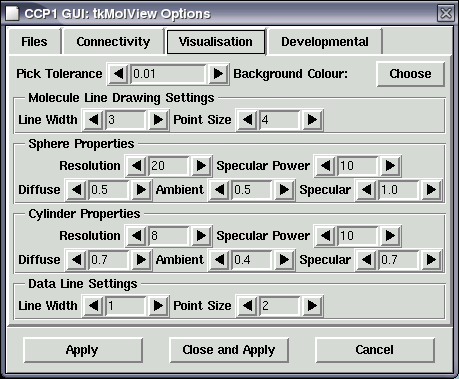 CCP1 GUI: tkMolView Options
Files Connectivity Visualisation Developmental
Pick Tolerance 0.01 Background Colour: Choose
Molecule Line Drawing Settings
Line Width 3 Point Size 4
Sphere Properties
Resolution 20 Specular Power 10
Diffuse 0.5 Ambient 0.5 Specular 1.0
Cylinder Properties
Resolution 8 Specular Power 10
Diffuse 0.7 Ambient 0.4 Specular 0.7
Data Line Settings
Line Width 1 Point Size 2
Apply Close and Apply Cancel